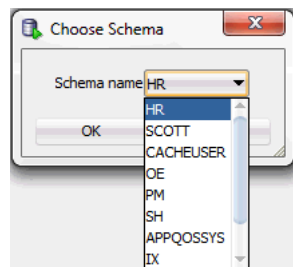 Choose Schema
Schema name HR
HR
OK
SCOTT
CACHEUSER
OE
PM
SH
APPQOSSYS
IX